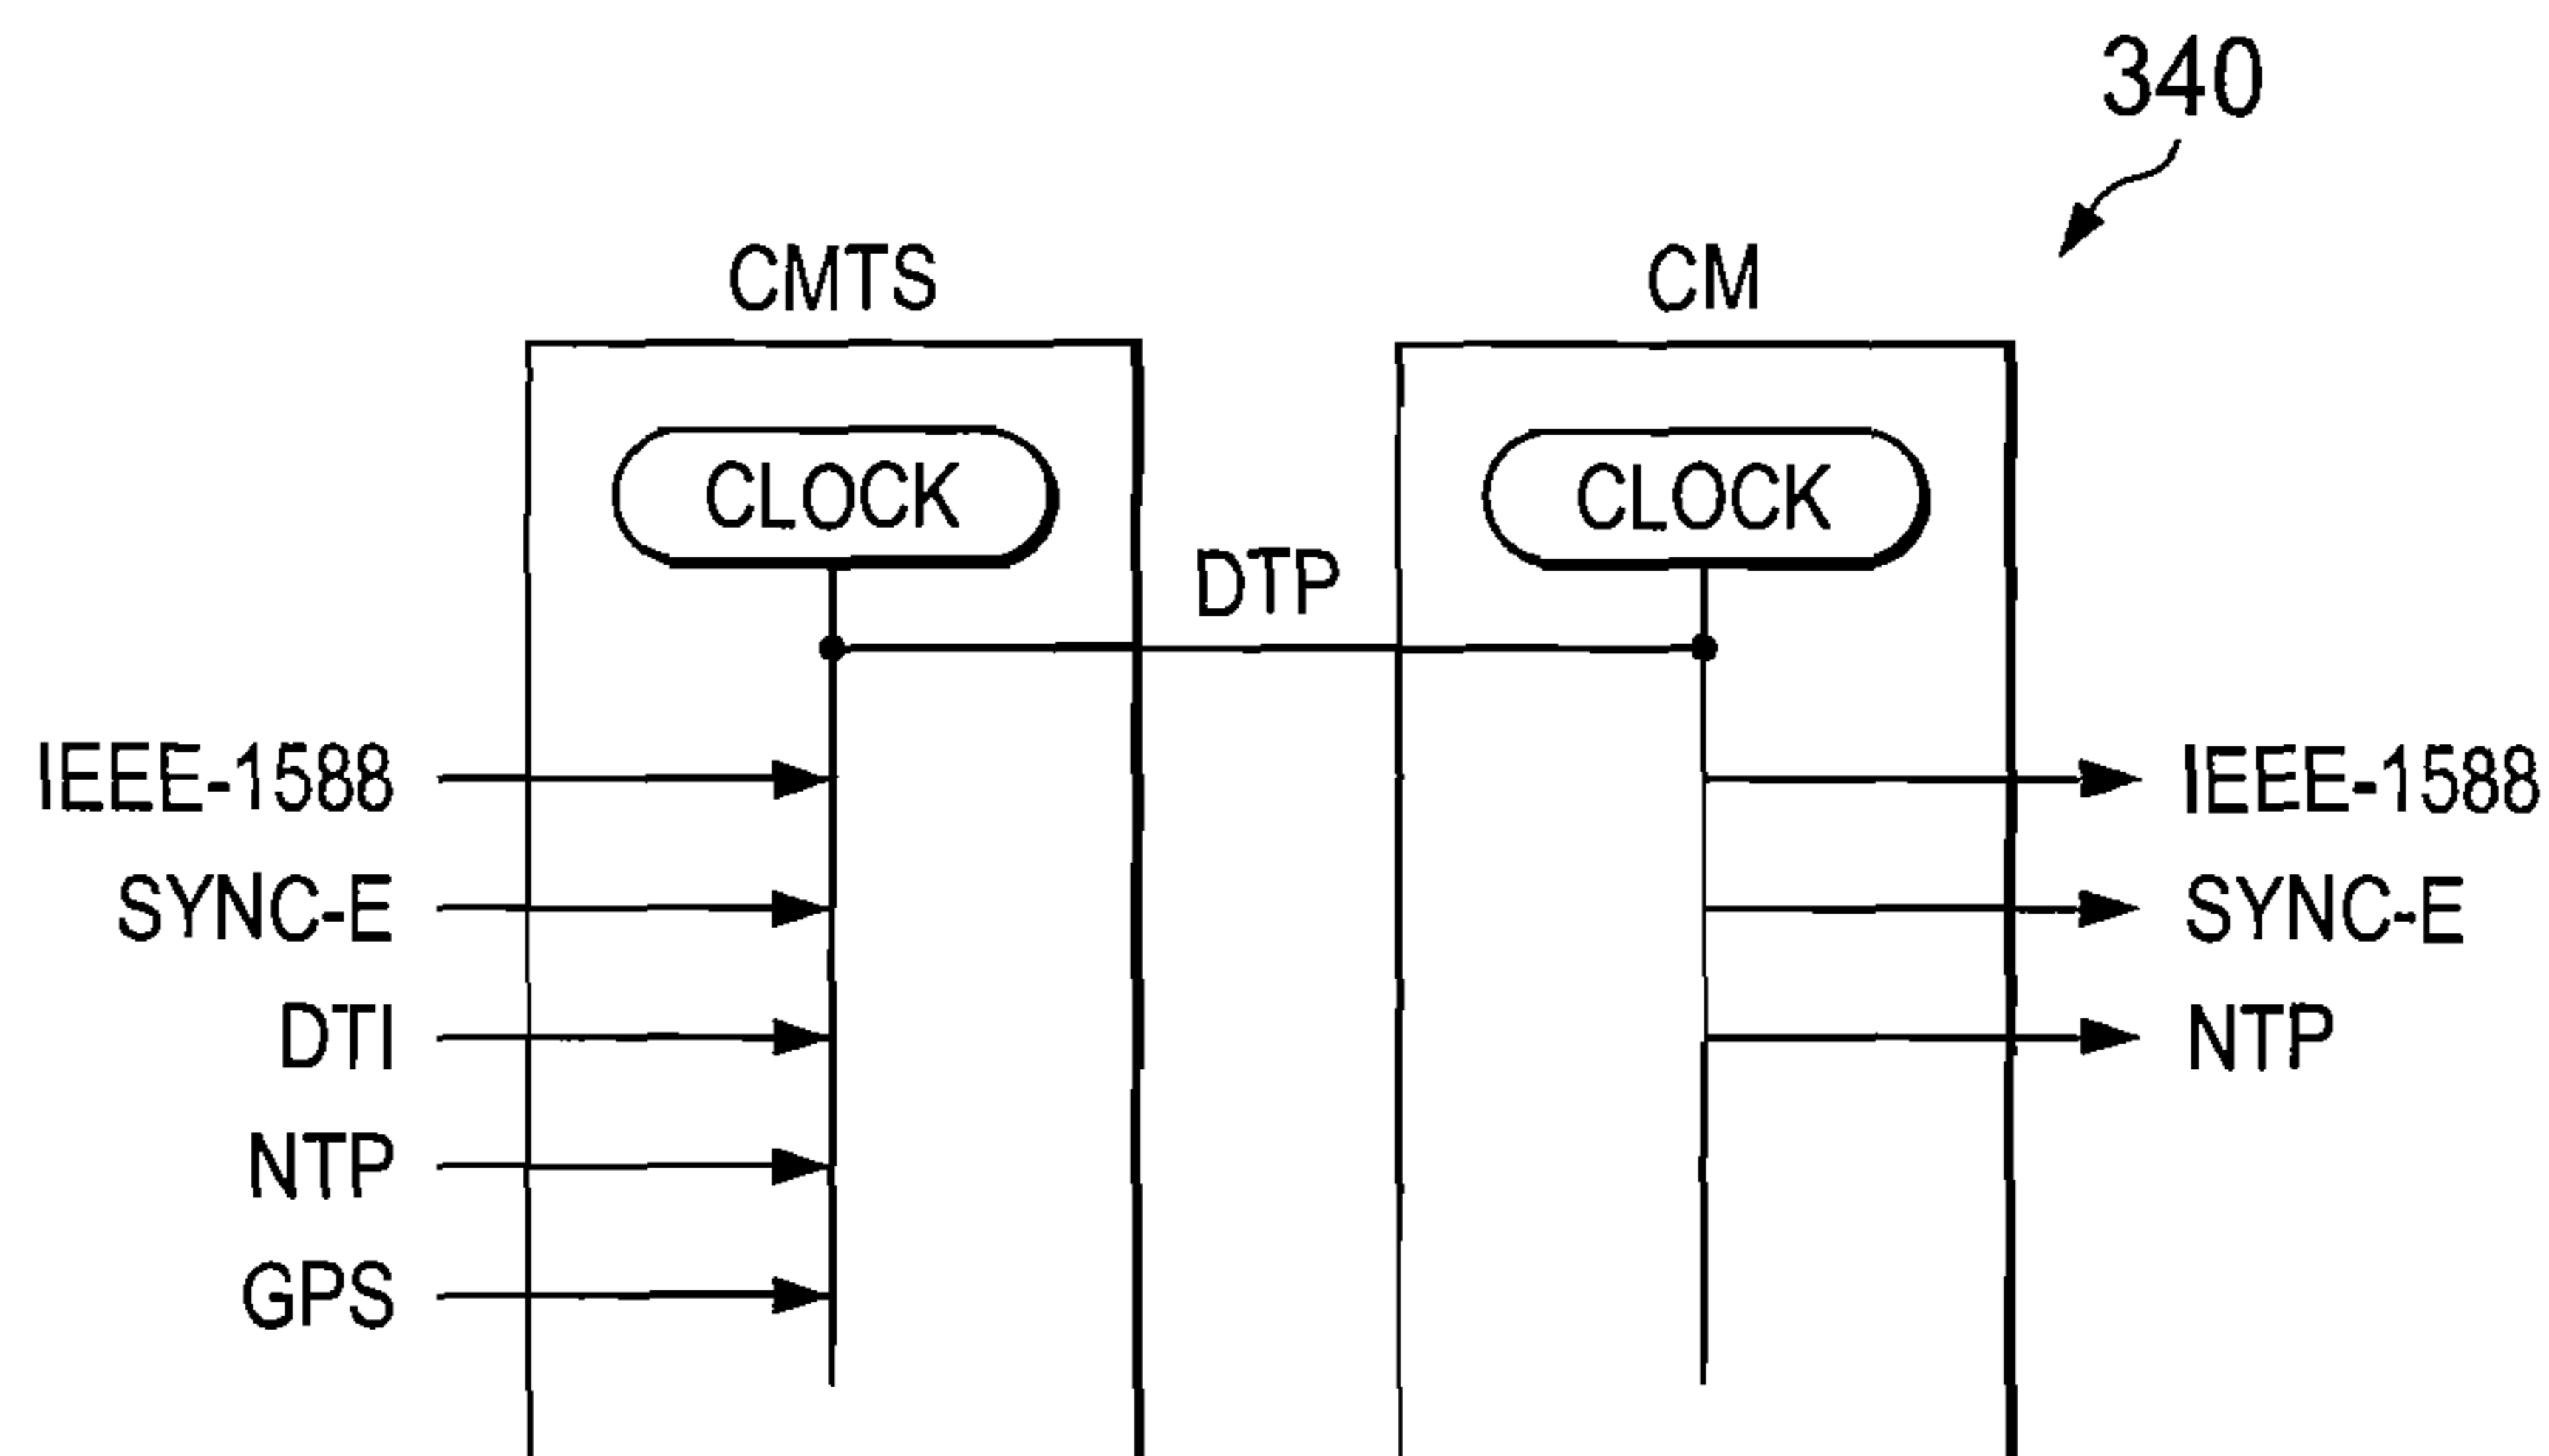 340
CMTS
CM
CLOCK
CLOCK
DTP
IEEE-1588
IEEE-1588
SYNC-E
SYNC-E
DTI
NTP
NTP
GPS